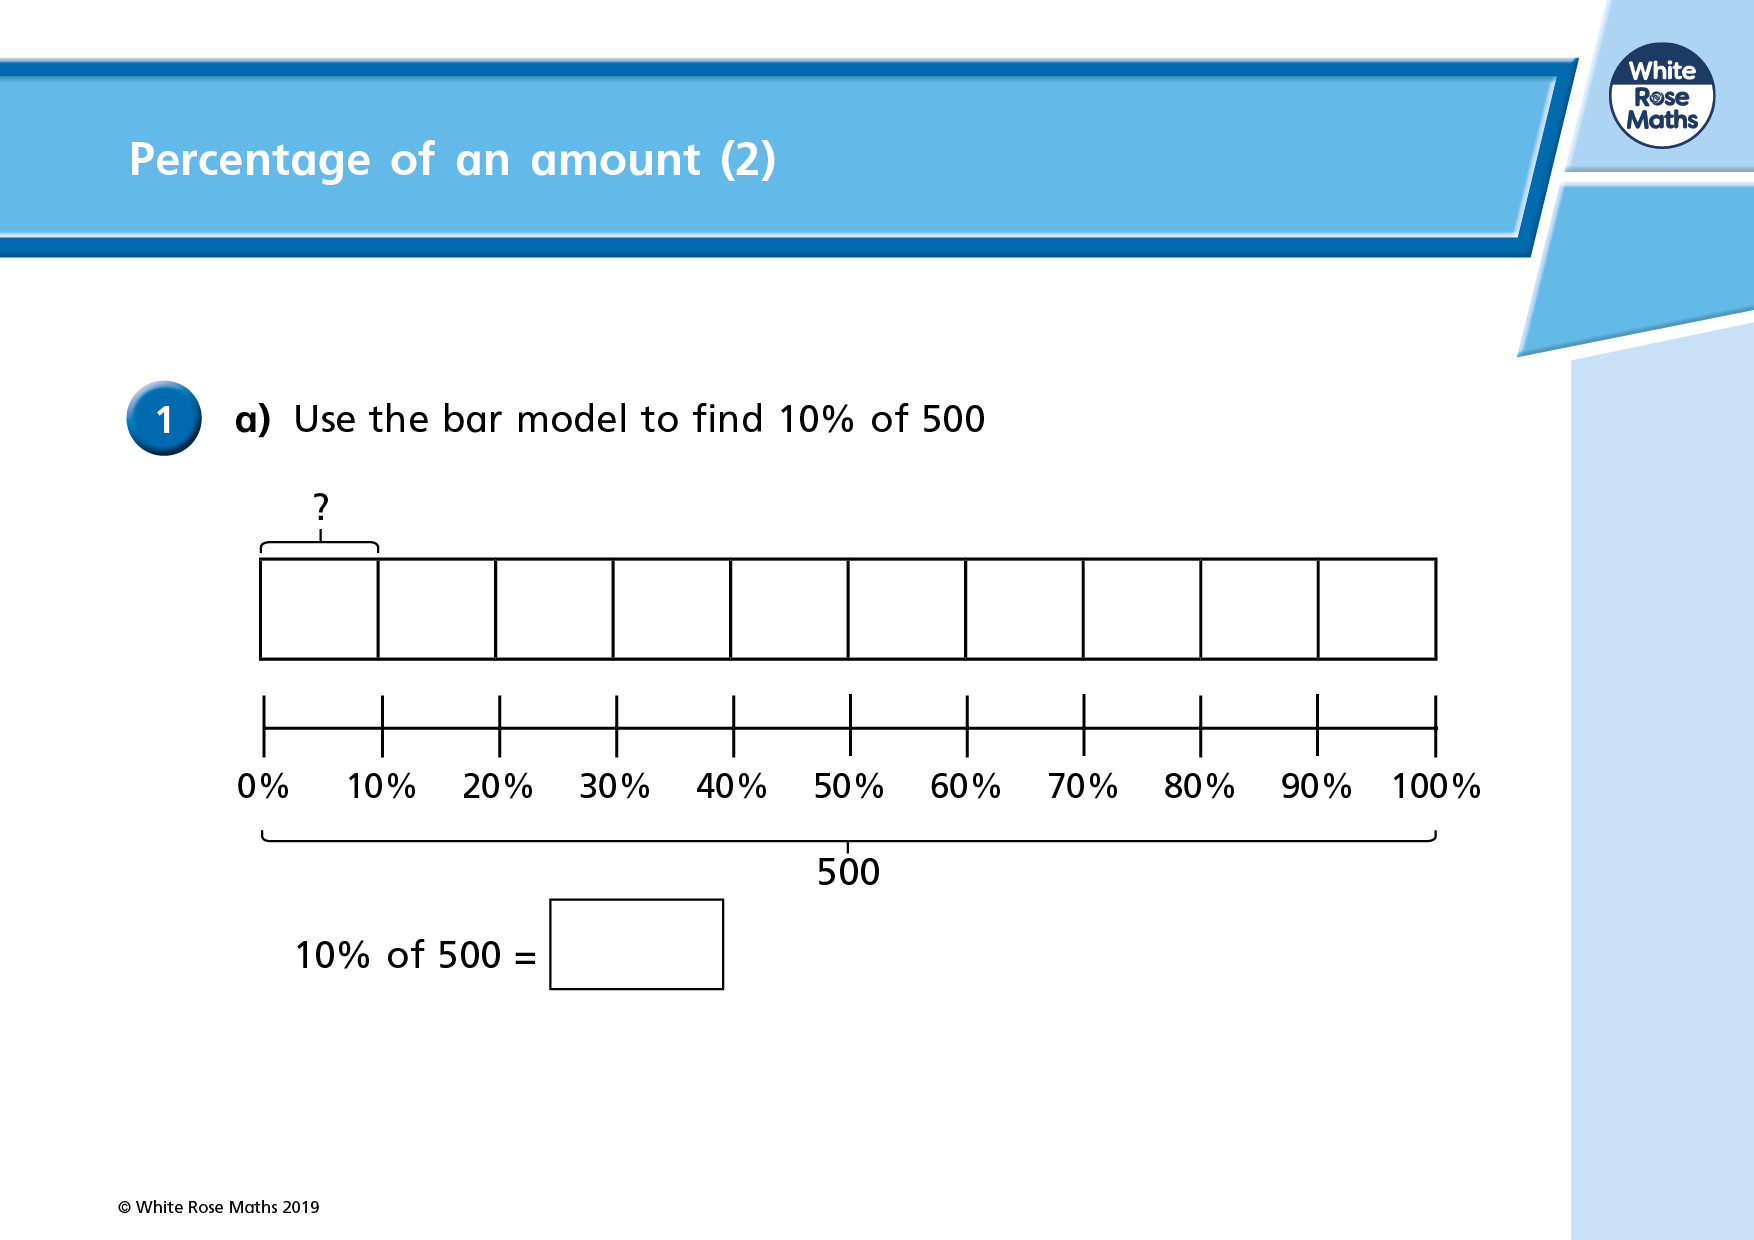 White
Rose
Maths
Percentage of an amount (2)
1 a) Use the bar model to find 10% of 500
?
0% 10% 20% 30% 40% 50% 60% 70% 80% 90% 100%
500
10% of 500 =
© White Rose Maths 2019